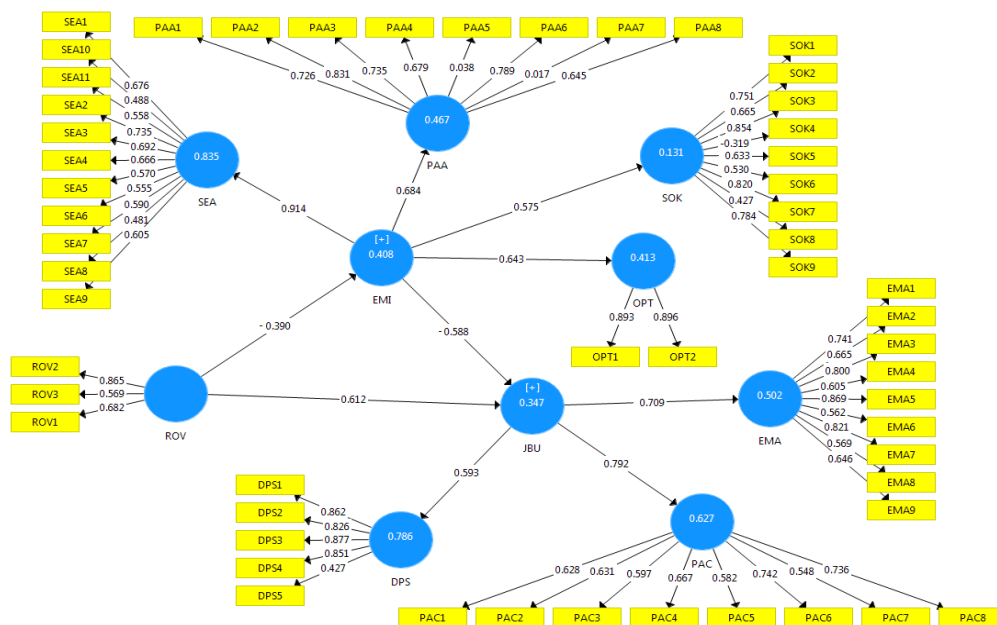 SEA1
SEA10
SEA11
SEA2
SEA3
SEA4
SEA5
SEA6
SEA7
SEA8
SEA9
0.676
0.488
0.558
0.735
0.692
0.666
0.570
0.555
0.590
0.481
0.605
0.835
SEA
PAA1 PAA2 PAA3 PAA4 PAA5 PAA6 PAA7 PAA8
0.726 0.831 0.735 0.679 0.038 0.789 0.017 0.645
0.467
PAA
SOK1
SOK2
SOK3
SOK4
SOK5
SOK6
SOK7
SOK8
SOK9
0.751
0.665
0.854
-0.319
0.633
0.530
0.820
0.427
0.784
0.131
SOK
0.914
0.684
0.575
[+]
0.408
EMI
0.643
0.413
OPT
0.893 0.896
OPT1 OPT2
- 0.390
- 0.588
ROV2
ROV3
ROV1
0.865
0.569
0.682
ROV
0.612
[+]
0.347
JBU
0.709
0.502
EMA
EMA1
EMA2
EMA3
EMA4
EMA5
EMA6
EMA7
EMA8
EMA9
0.741
0.665
0.800
0.605
0.869
0.562
0.821
0.569
0.646
0.593
0.792
DPS1
DPS2
DPS3
DPS4
DPS5
0.862
0.826
0.877
0.851
0.427
0.786
DPS
0.627
PAC
0.628 0.631 0.597 0.667 0.582 0.742 0.548 0.736
PAC1 PAC2 PAC3 PAC4 PAC5 PAC6 PAC7 PAC8